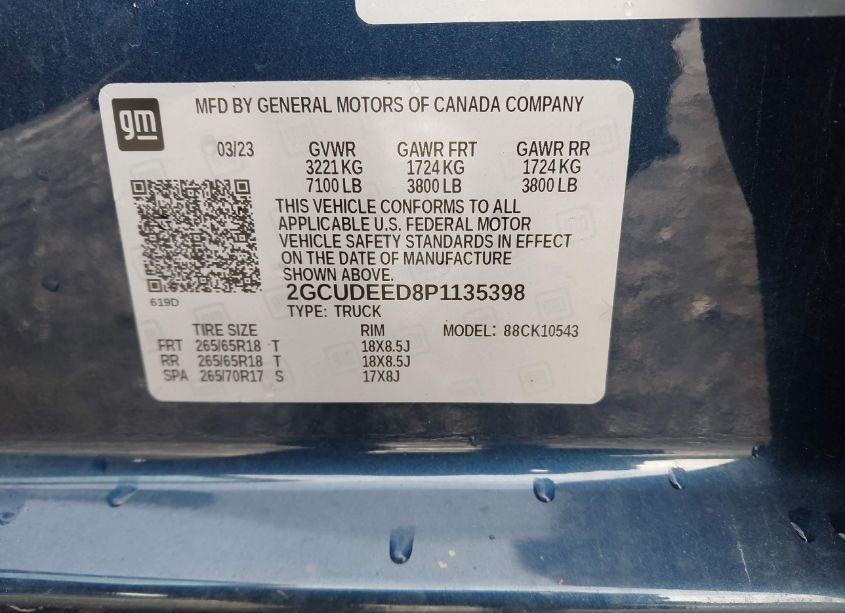 gm
MFD BY GENERAL MOTORS OF CANADA COMPANY
03/23 GVWR GAWR FRT GAWR RR
3221 KG 1724 KG 1724 KG
7100 LB 3800 LB 3800 LB
THIS VEHICLE CONFORMS TO ALL
APPLICABLE U.S. FEDERAL MOTOR
VEHICLE SAFETY STANDARDS IN EFFECT
ON THE DATE OF MANUFACTURE
SHOWN ABOVE.
2GCUDEED8P1135398
619D
TYPE: TRUCK
TIRE SIZE RIM MODEL: 88CK10543
FRT 265/65R18 T 18X8.5J
RR 265/65R18 T 18X8.5J
SPA 265/70R17 S 17X8J